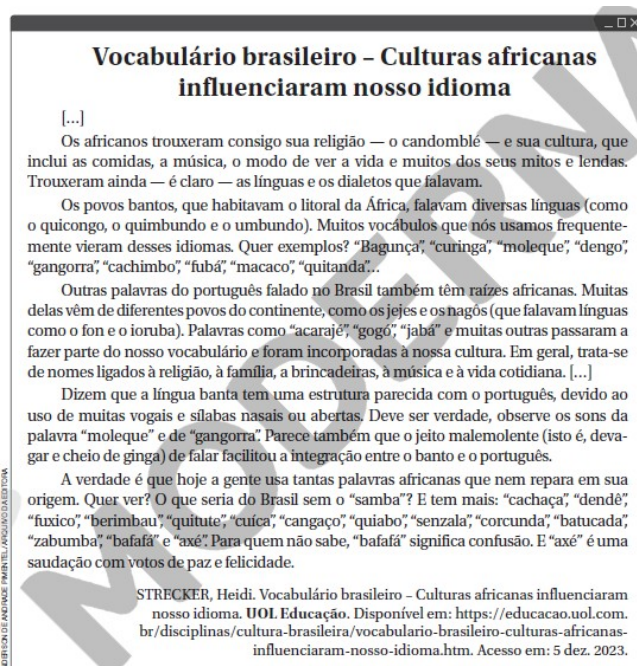 Vocabulário brasileiro – Culturas africanas
influenciaram nosso idioma
[...]
Os africanos trouxeram consigo sua religião — o candomblé — e sua cultura, que
inclui as comidas, a música, o modo de ver a vida e muitos dos seus mitos e lendas.
Trouxeram ainda — é claro — as línguas e os dialetos que falavam.
Os povos bantos, que habitavam o litoral da África, falavam diversas línguas (como
o quicongo, o quimbundo e o umbundo). Muitos vocábulos que nós usamos frequente-
mente vieram desses idiomas. Quer exemplos? “Bagunça”, “curinga”, “moleque”, “dengo”,
“gangorra”, “cachimbo”, “fubá”, “macaco”, “quitanda”...
Outras palavras do português falado no Brasil também têm raízes africanas. Muitas
delas vêm de diferentes povos do continente, como os jejes e os nagôs (que falavam línguas
como o fon e o ioruba). Palavras como “acarajé”, “gogó”, “jabá” e muitas outras passaram a
fazer parte do nosso vocabulário e foram incorporadas à nossa cultura. Em geral, trata-se
de nomes ligados à religião, à família, a brincadeiras, à música e à vida cotidiana. [...]
Dizem que a língua banta tem uma estrutura parecida com o português, devido ao
uso de muitas vogais e sílabas nasais ou abertas. Deve ser verdade, observe os sons da
palavra “moleque” e de “gangorra”. Parece também que o jeito malemolente (isto é, deva-
gar e cheio de ginga) de falar facilitou a integração entre o banto e o português.
A verdade é que hoje a gente usa tantas palavras africanas que nem repara em sua
origem. Quer ver? O que seria do Brasil sem o “samba”? E tem mais: “cachaça”, “dendê”,
“fuxico”, “berimbau”, “quitute”, “cuíca”, “cangaço”, “quiabo”, “senzala”, “corcunda”, “batucada”,
“zabumba”, “bafafá” e “axé”. Para quem não sabe, “bafafá” significa confusão. E “axé” é uma
saudação com votos de paz e felicidade.
STRECKER, Heidi. Vocabulário brasileiro – Culturas africanas influenciaram
nosso idioma. UOL Educação. Disponível em: https://educacao.uol.com.
br/disciplinas/cultura-brasileira/vocabulario-brasileiro-culturas-africanas-
influenciaram-nosso-idioma.htm. Acesso em: 5 dez. 2023.
DERSON DE ANDRADE PIMENTEL/ARQUIVO DA EDITORA
MODERNA